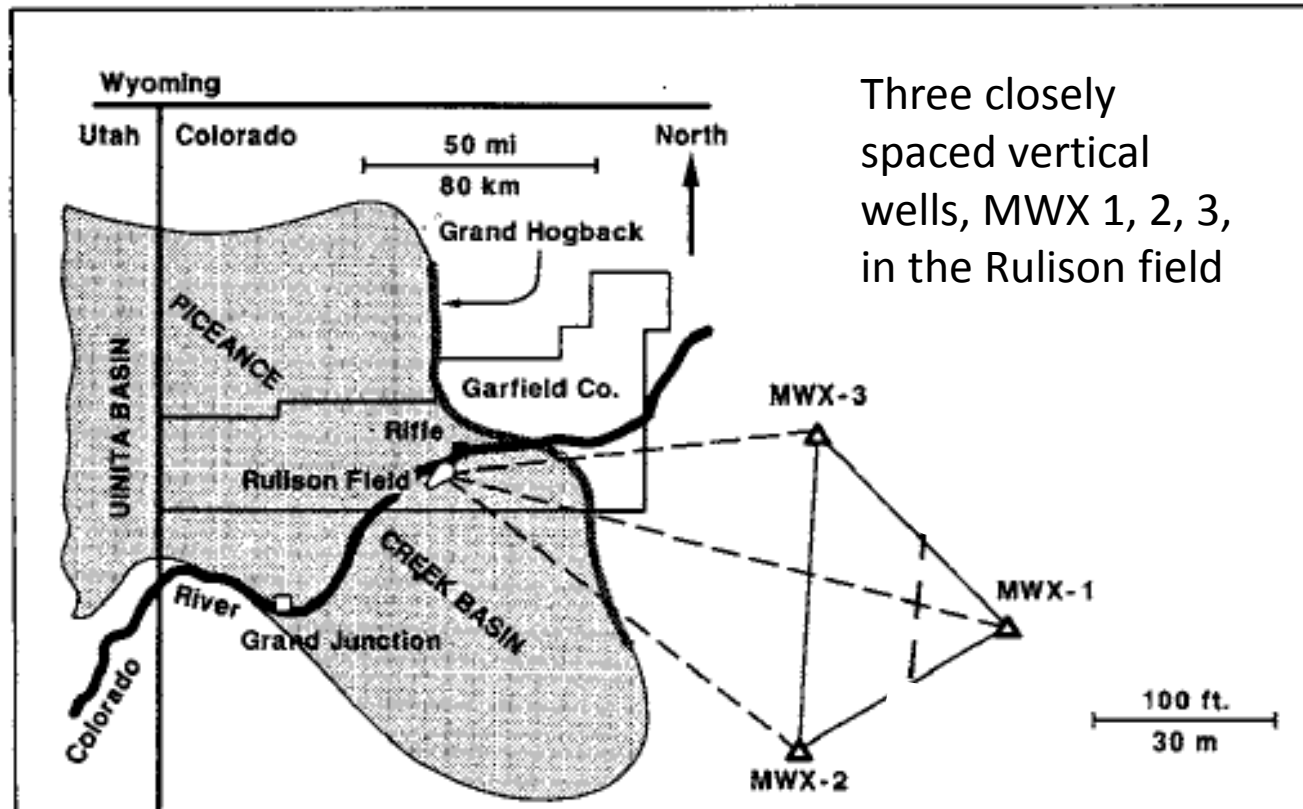 Wyoming
Utah
Colorado
50 mi
80 km
North
Three closely
spaced vertical
wells, MWX 1, 2, 3,
in the Rulison field
Grand Hogback
PICEANCE
UINITA BASIN
Garfield Co.
MWX-3
Rifle
Rulison Field
CREEK BASIN
River
Grand Junction
Colorado
MWX-1
100 ft.
30 m
MWX-2